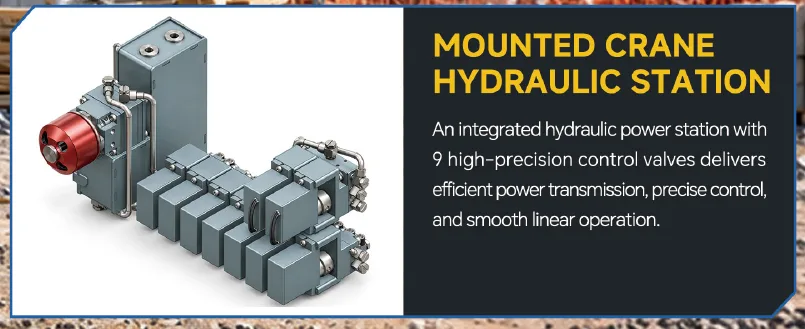 MOUNTED CRANE
HYDRAULIC STATION
An integrated hydraulic power station with
9 high-precision control valves delivers
efficient power transmission, precise control,
and smooth linear operation.